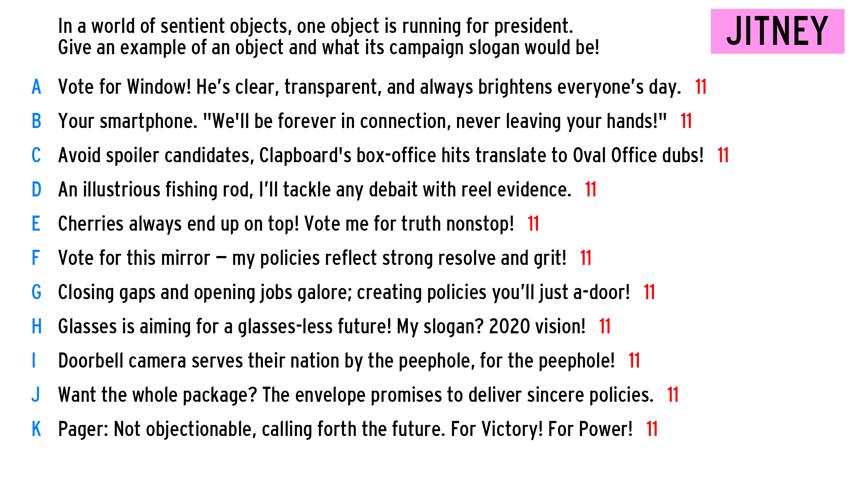 In a world of sentient objects, one object is running for president.
Give an example of an object and what its campaign slogan would be!
JITNEY
A Vote for Window! He's clear, transparent, and always brightens everyone's day. 11
B Your smartphone. "We'll be forever in connection, never leaving your hands!" 11
C Avoid spoiler candidates, Clapboard's box-office hits translate to Oval Office dubs! 11
D An illustrious fishing rod, I'll tackle any debait with reel evidence. 11
E Cherries always end up on top! Vote me for truth nonstop! 11
F Vote for this mirror – my policies reflect strong resolve and grit! 11
G Closing gaps and opening jobs galore; creating policies you'll just a-door! 11
H Glasses is aiming for a glasses-less future! My slogan? 2020 vision! 11
I Doorbell camera serves their nation by the peephole, for the peephole! 11
J Want the whole package? The envelope promises to deliver sincere policies. 11
K Pager: Not objectionable, calling forth the future. For Victory! For Power! 11